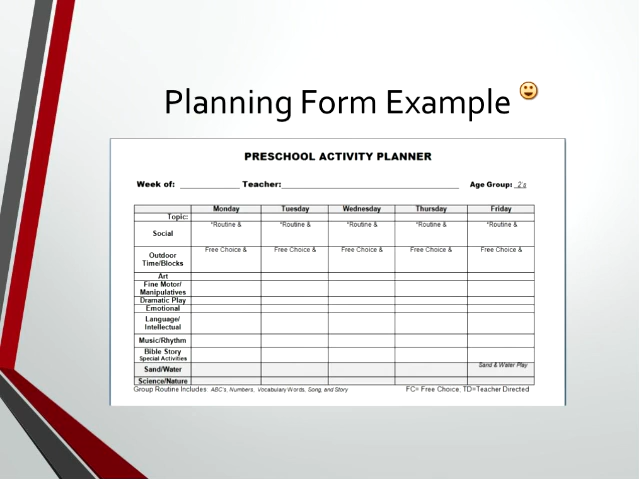 Planning Form Example
PRESCHOOL ACTIVITY PLANNER
Week of: ____________ Teacher:____________________________________ Age Group: _2's
Monday Tuesday Wednesday Thursday Friday
Topic:
Social *Routine & *Routine & *Routine & *Routine & *Routine &
Outdoor Time/Blocks Free Choice & Free Choice & Free Choice & Free Choice & Free Choice &
Art
Fine Motor/
Manipulatives
Dramatic Play
Emotional
Language/
Intellectual
Music/Rhythm
Bible Story
Special Activities
Sand/Water Sand & Water Play
Science/Nature
Group Routine Includes: ABC's, Numbers, Vocabulary Words, Song, and Story FC= Free Choice; TD=Teacher Directed